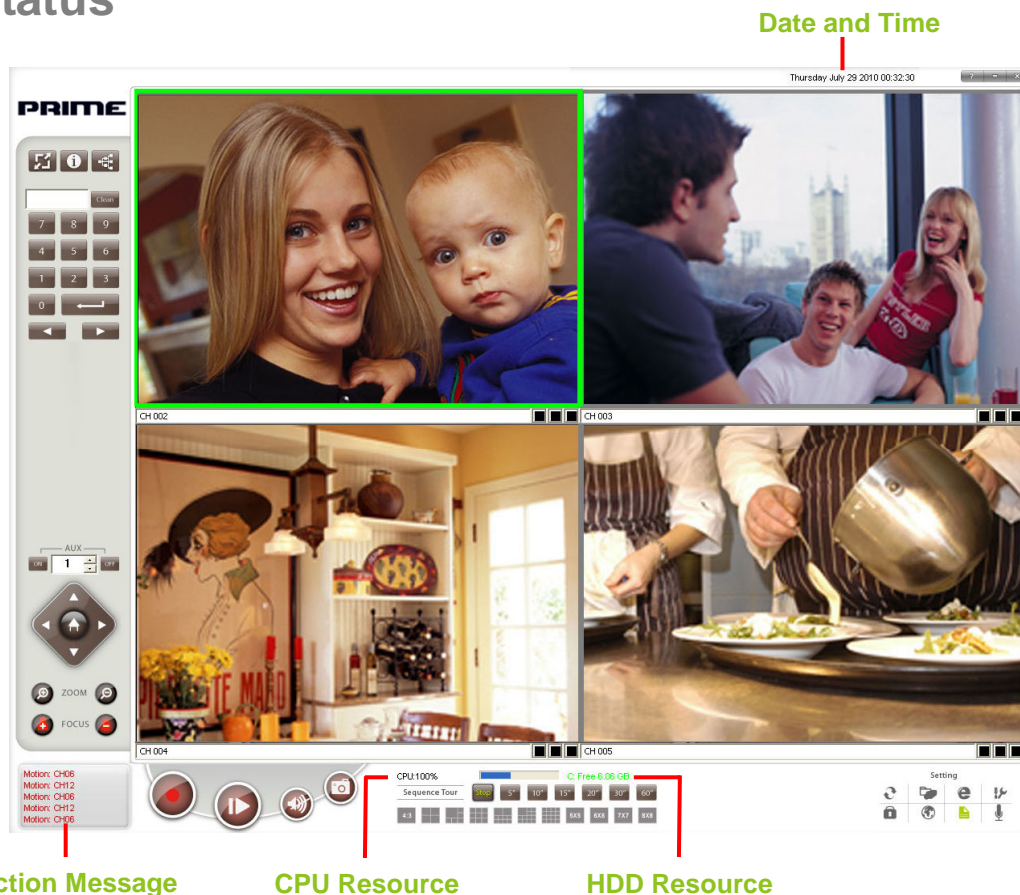 tatus
Date and Time
Thursday July 29 2010 00:32:30
? - ×
PRIME
Clean
7 8 9
4 5 6
1 2 3
0
CH 002
CH 003
AUX
ON 1 OFF
ZOOM
FOCUS
CH 004
CH 005
Motion: CH06
Motion: CH12
Motion: CH06
Motion: CH12
Motion: CH06
CPU:100%
C: Free 6.06 GB
Sequence Tour Stop 5" 10" 15" 20" 30" 60"
4:3 5X5 6X6 7X7 8X8
Setting
ction Message
CPU Resource
HDD Resource